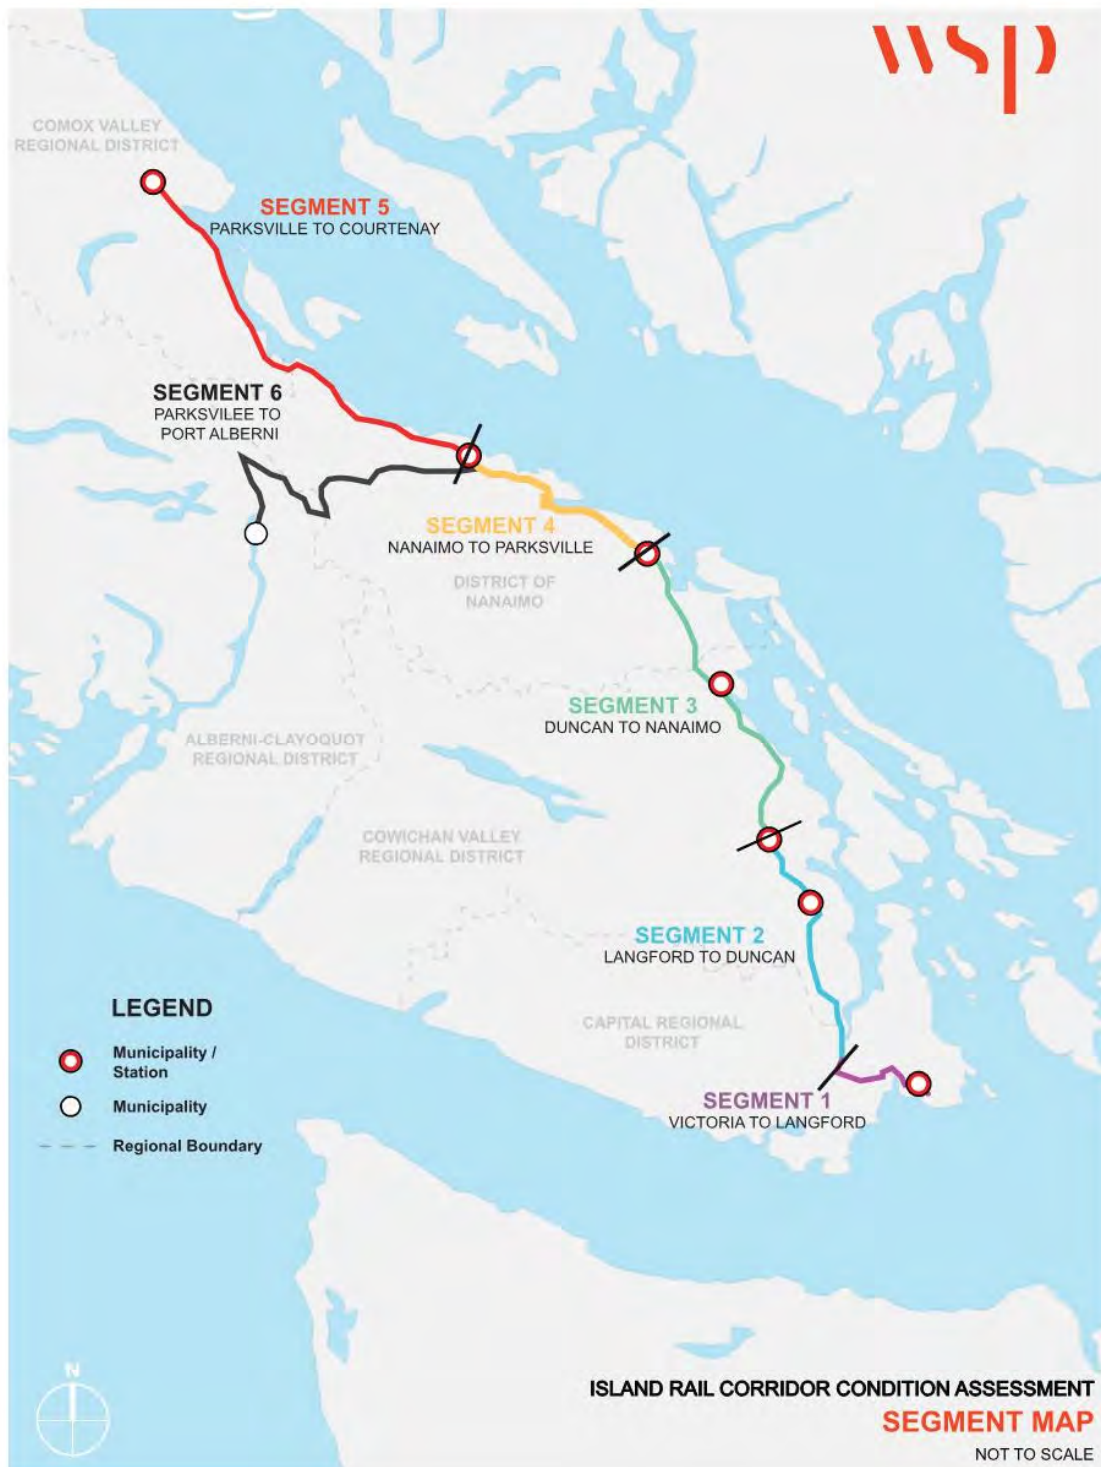 wsp
COMOX VALLEY
REGIONAL DISTRICT
SEGMENT 5
PARKSVILLE TO COURTENAY
SEGMENT 6
PARKSVILEE TO
PORT ALBERNI
SEGMENT 4
NANAIMO TO PARKSVILLE
DISTRICT OF
NANAIMO
SEGMENT 3
DUNCAN TO NANAIMO
ALBERNI-CLAYOQUOT
REGIONAL DISTRICT
COWICHAN VALLEY
REGIONAL DISTRICT
SEGMENT 2
LANGFORD TO DUNCAN
CAPITAL REGIONAL
DISTRICT
SEGMENT 1
VICTORIA TO LANGFORD
LEGEND
Municipality /
Station
Municipality
Regional Boundary
N
ISLAND RAIL CORRIDOR CONDITION ASSESSMENT
SEGMENT MAP
NOT TO SCALE